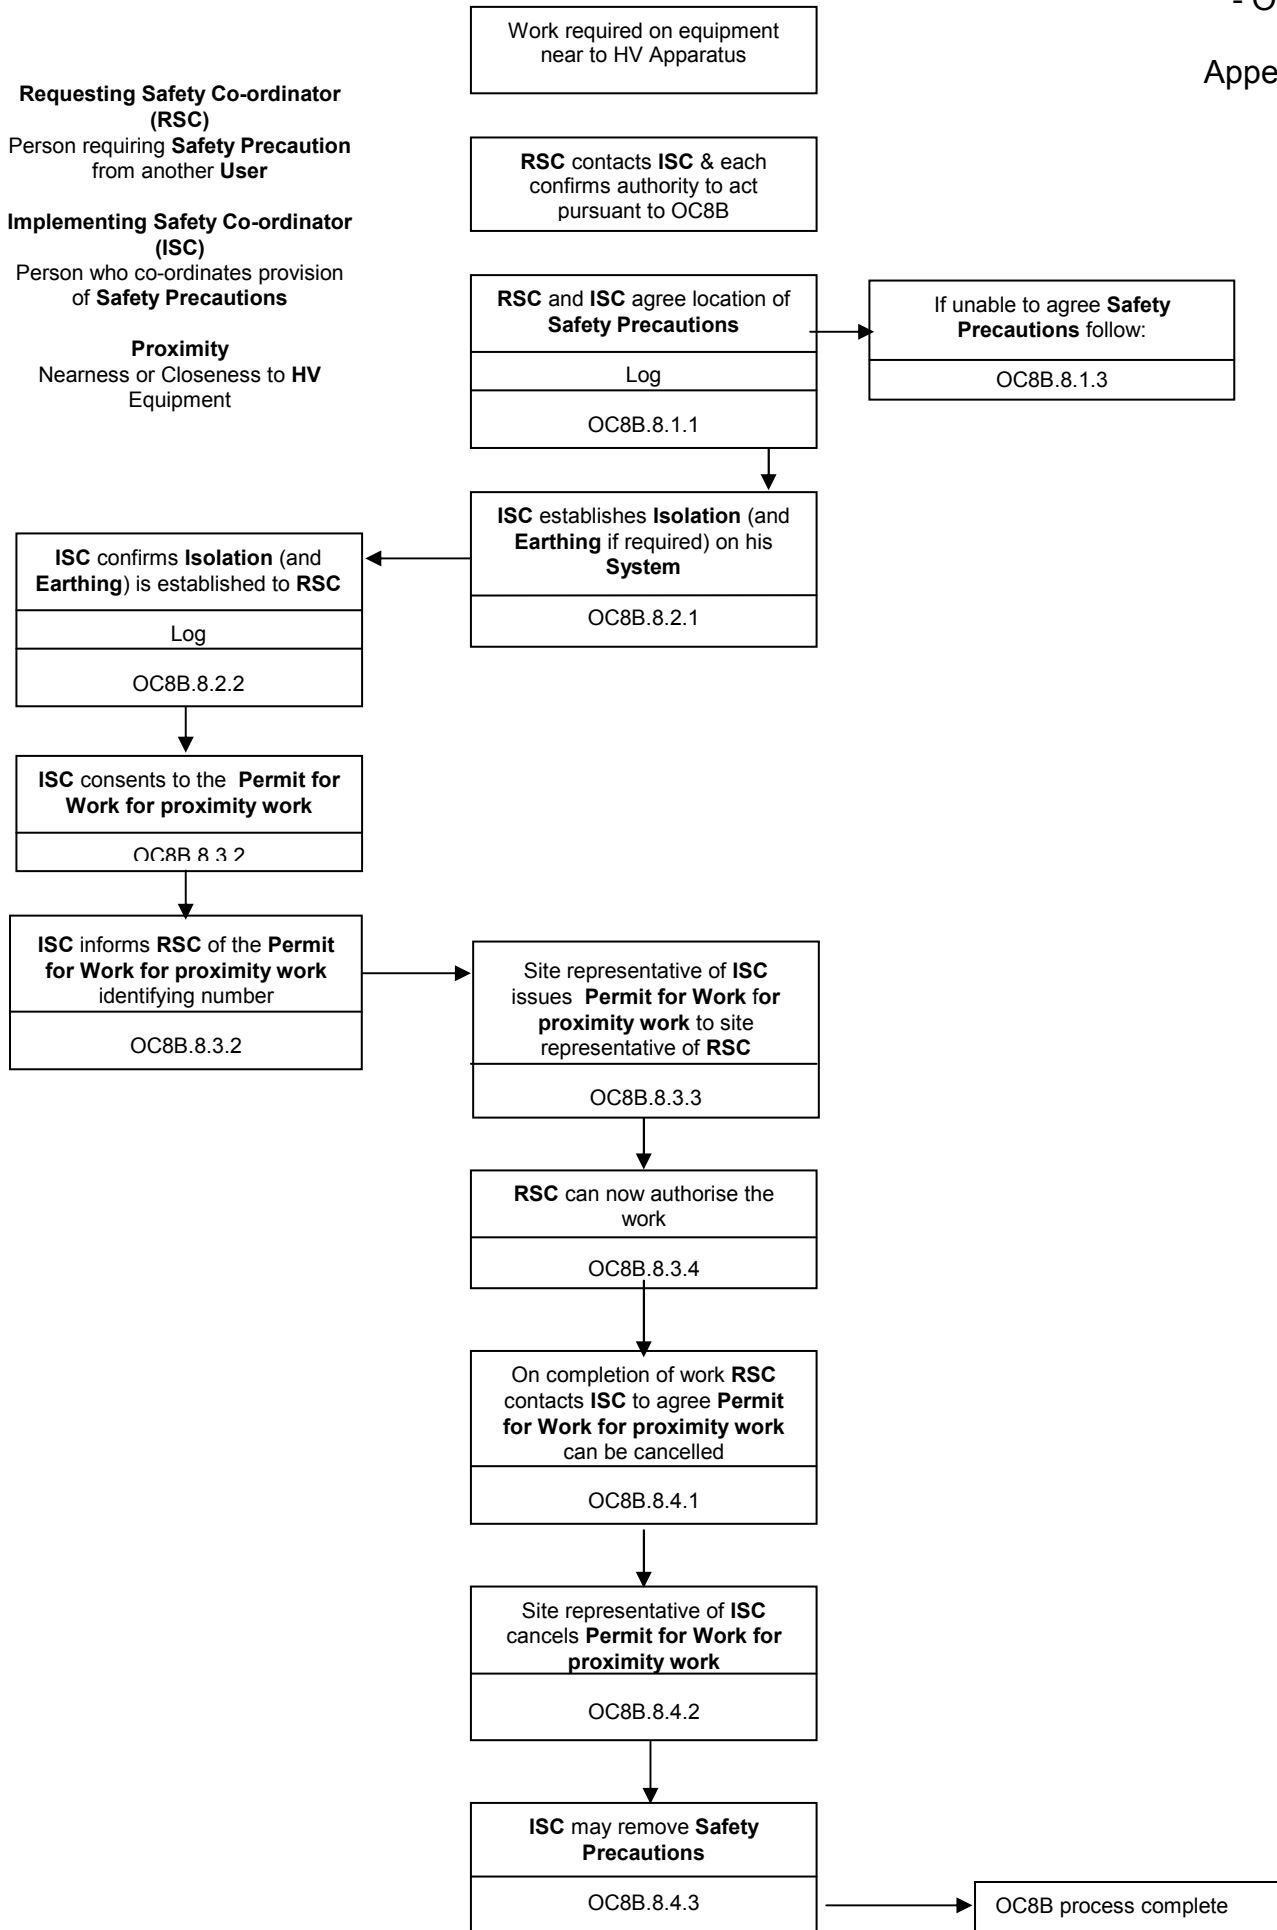 - O
Appe
Work required on equipment
near to HV Apparatus
Requesting Safety Co-ordinator
(RSC)
Person requiring Safety Precaution
from another User
Implementing Safety Co-ordinator
(ISC)
Person who co-ordinates provision
of Safety Precautions
Proximity
Nearness or Closeness to HV
Equipment
RSC contacts ISC & each
confirms authority to act
pursuant to OC8B
RSC and ISC agree location of
Safety Precautions
Log
OC8B.8.1.1
If unable to agree Safety
Precautions follow:
OC8B.8.1.3
ISC establishes Isolation (and
Earthing if required) on his
System
OC8B.8.2.1
ISC confirms Isolation (and
Earthing) is established to RSC
Log
OC8B.8.2.2
ISC consents to the Permit for
Work for proximity work
OC8B.8.3.2
ISC informs RSC of the Permit
for Work for proximity work
identifying number
OC8B.8.3.2
Site representative of ISC
issues Permit for Work for
proximity work to site
representative of RSC
OC8B.8.3.3
RSC can now authorise the
work
OC8B.8.3.4
On completion of work RSC
contacts ISC to agree Permit
for Work for proximity work
can be cancelled
OC8B.8.4.1
Site representative of ISC
cancels Permit for Work for
proximity work
OC8B.8.4.2
ISC may remove Safety
Precautions
OC8B.8.4.3
OC8B process complete